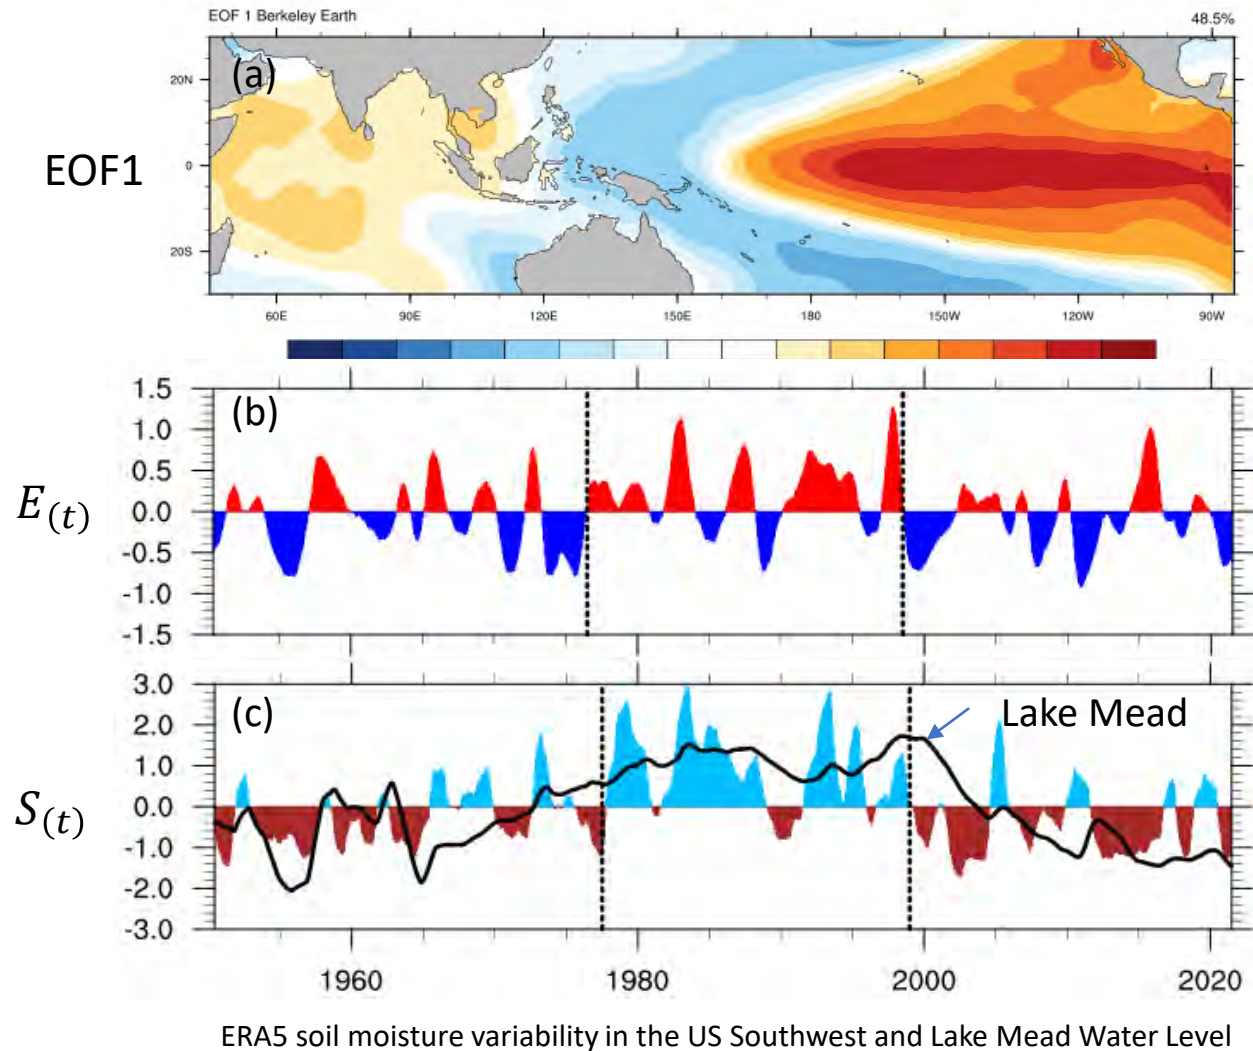 EOF 1 Berkeley Earth 48.5%
(a)
EOF1
20N
0
20S
60E 90E 120E 150E 180 150W 120W 90W
(b)
E(t)
1.5
1.0
0.5
0.0
-0.5
-1.0
-1.5
(c)
Lake Mead
S(t)
3.0
2.0
1.0
0.0
-1.0
-2.0
-3.0
1960 1980 2000 2020
ERA5 soil moisture variability in the US Southwest and Lake Mead Water Level